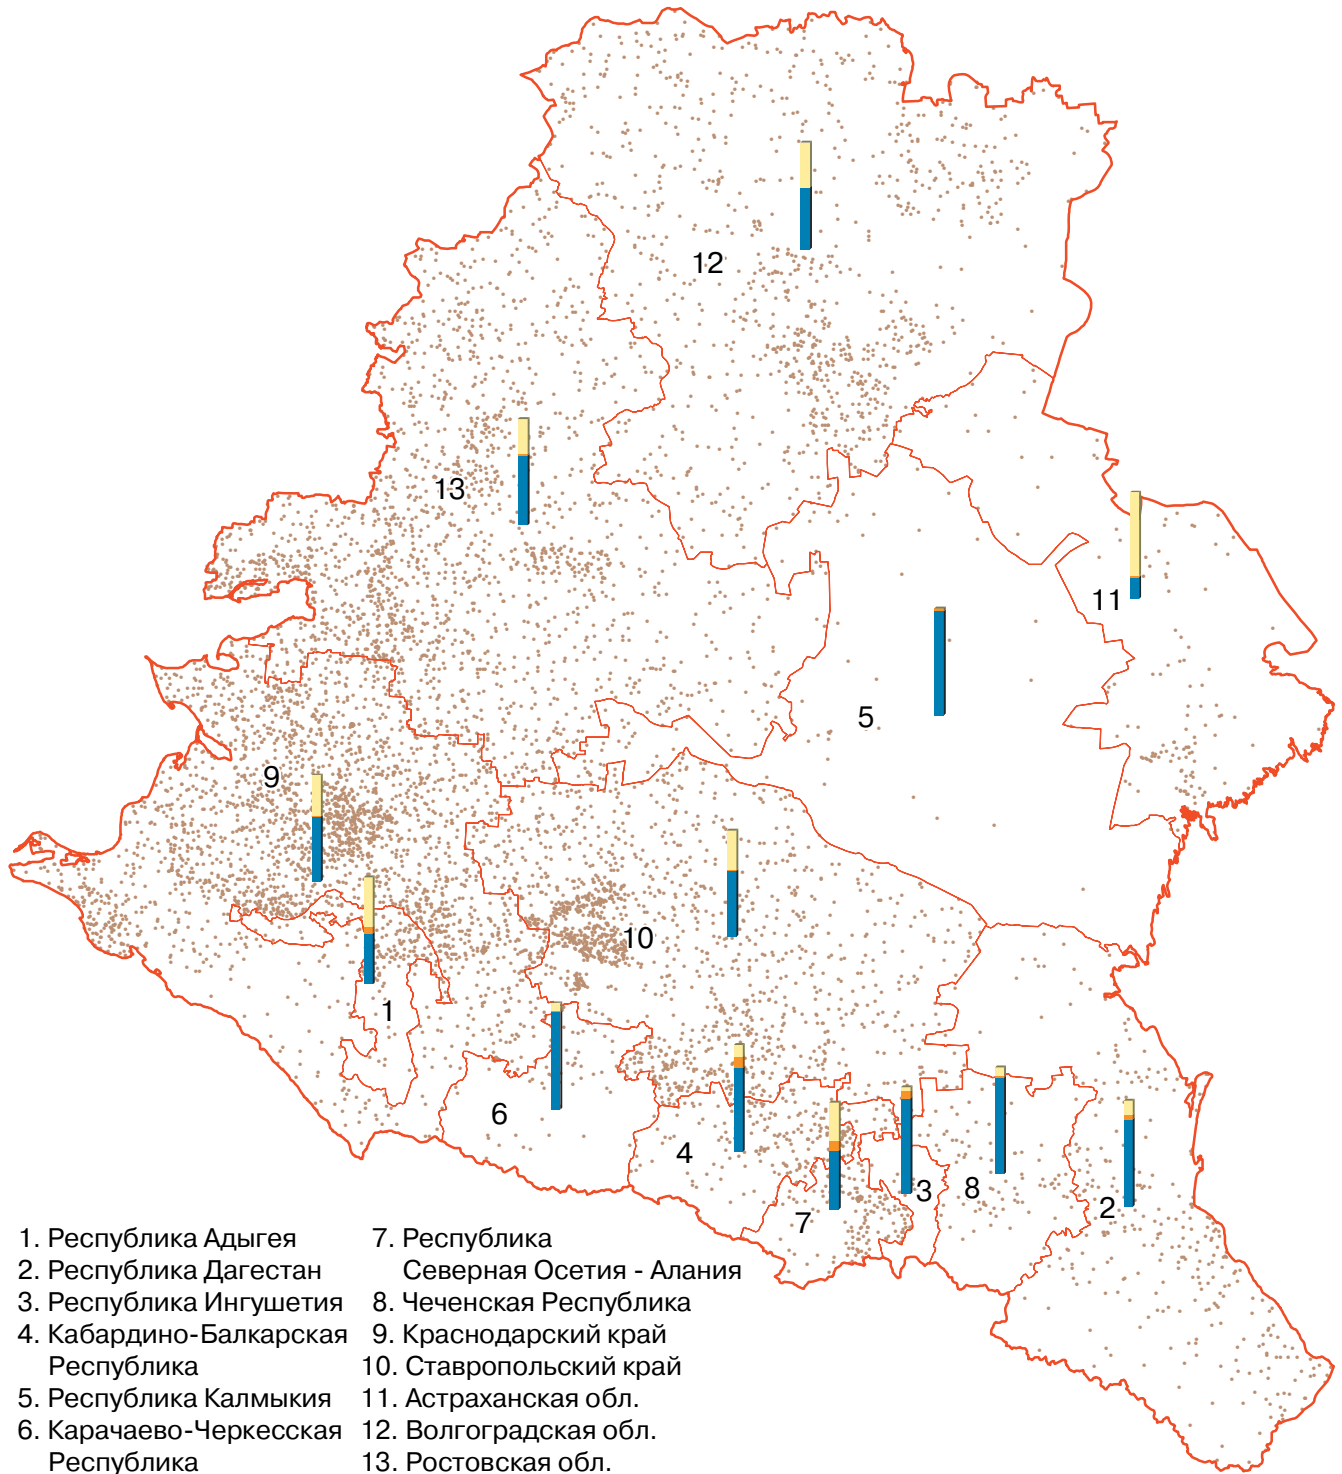 12
13
11
5
9
10
1
6
4
3
8
2
7
1. Республика Адыгея
2. Республика Дагестан
3. Республика Ингушетия
4. Кабардино-Балкарская
Республика
5. Республика Калмыкия
6. Карачаево-Черкесская
Республика
7. Республика
Северная Осетия - Алания
8. Чеченская Республика
9. Краснодарский край
10. Ставропольский край
11. Астраханская обл.
12. Волгоградская обл.
13. Ростовская обл.